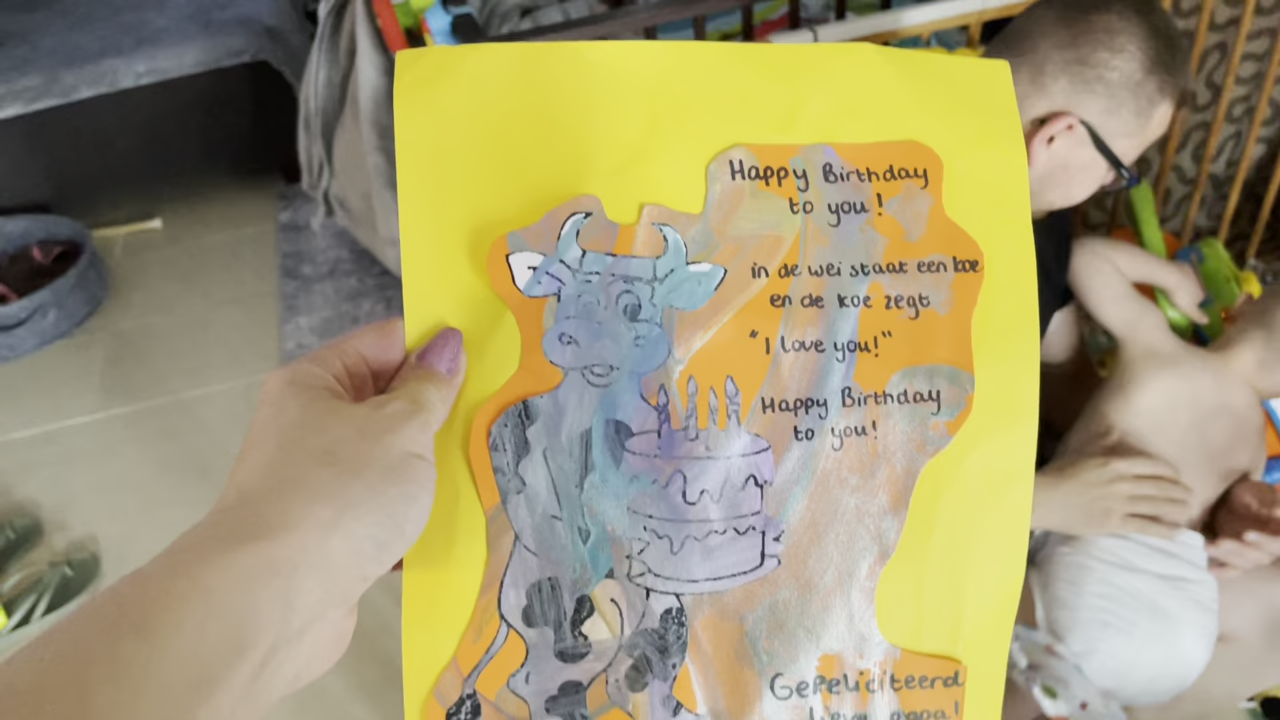 Happy Birthday
to you!
in de wei staat een koe
en de koe zegt
"I love you!"
Happy Birthday
to you!
Gefeliciteerd
lieve